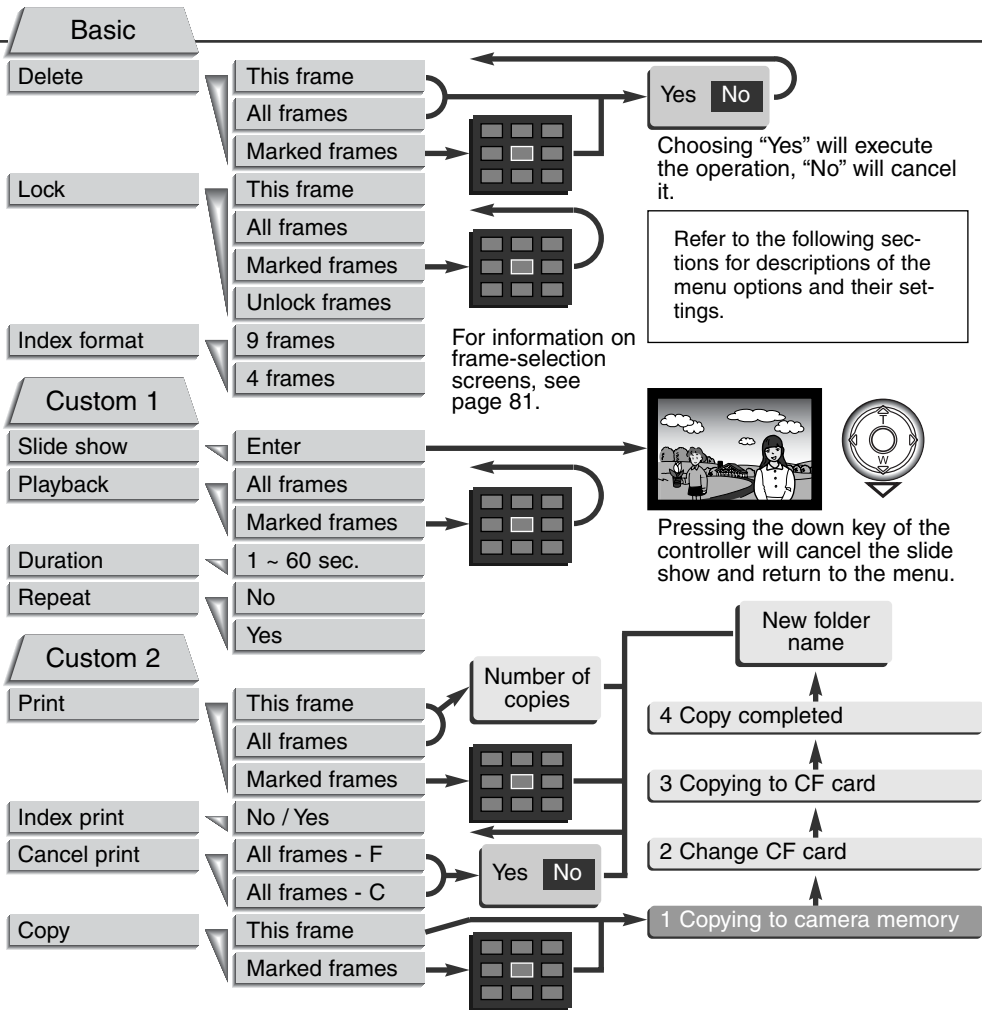 Basic
Delete
This frame
All frames
Marked frames
Yes No
Choosing “Yes” will execute
the operation, “No” will cancel
it.
Lock
This frame
All frames
Marked frames
Unlock frames
Refer to the following sec-
tions for descriptions of the
menu options and their set-
tings.
Index format
9 frames
4 frames
For information on
frame-selection
screens, see
page 81.
Custom 1
Slide show
Enter
T
W
Playback
All frames
Marked frames
Pressing the down key of the
controller will cancel the slide
show and return to the menu.
Duration
1 ~ 60 sec.
Repeat
No
Yes
Custom 2
Print
This frame
All frames
Marked frames
Number of
copies
New folder
name
4 Copy completed
3 Copying to CF card
2 Change CF card
1 Copying to camera memory
Index print
No / Yes
Cancel print
All frames - F
All frames - C
Yes No
Copy
This frame
Marked frames